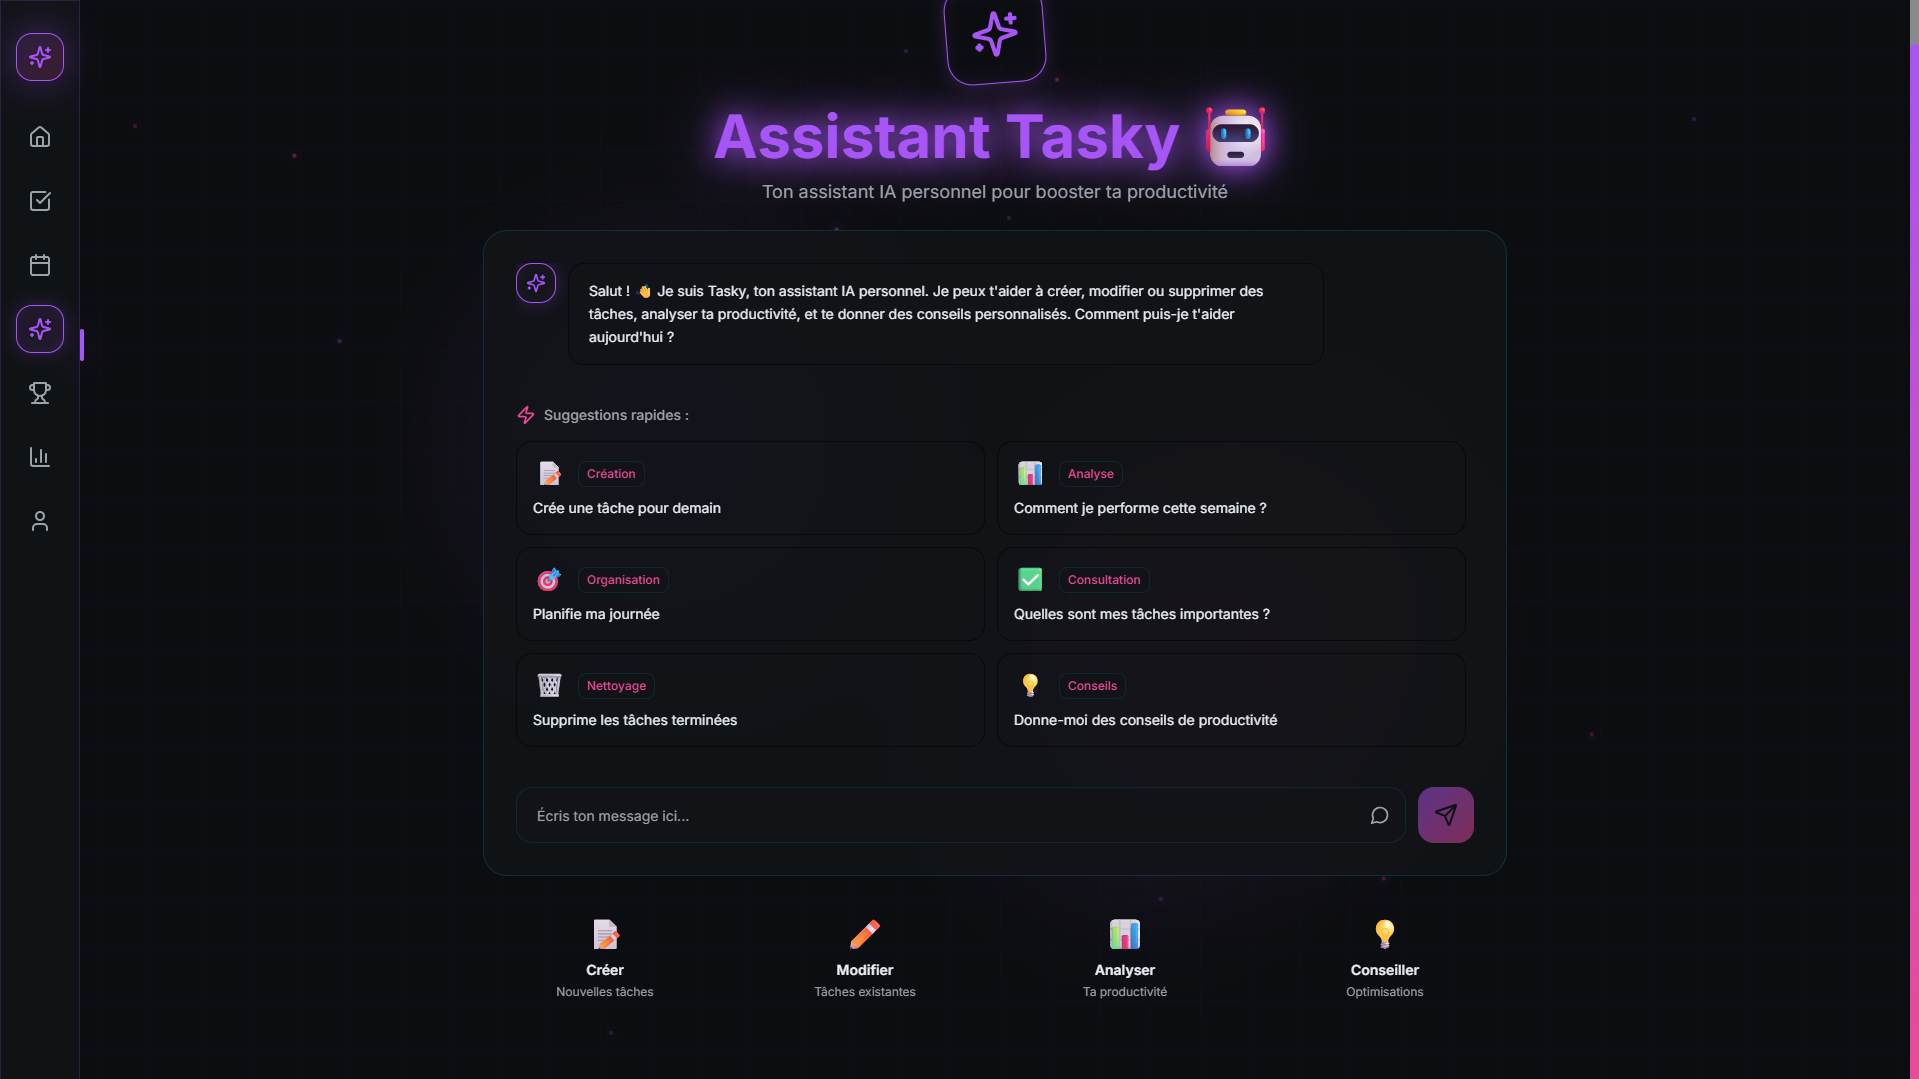 Assistant Tasky 🤖
Ton assistant IA personnel pour booster ta productivité
Salut ! 👋 Je suis Tasky, ton assistant IA personnel. Je peux t'aider à créer, modifier ou supprimer des
tâches, analyser ta productivité, et te donner des conseils personnalisés. Comment puis-je t'aider
aujourd'hui ?
Suggestions rapides :
Création
Crée une tâche pour demain
Analyse
Comment je performe cette semaine ?
Organisation
Planifie ma journée
Consultation
Quelles sont mes tâches importantes ?
Nettoyage
Supprime les tâches terminées
Conseils
Donne-moi des conseils de productivité
Écris ton message ici...
Créer
Nouvelles tâches
Modifier
Tâches existantes
Analyser
Ta productivité
Conseiller
Optimisations